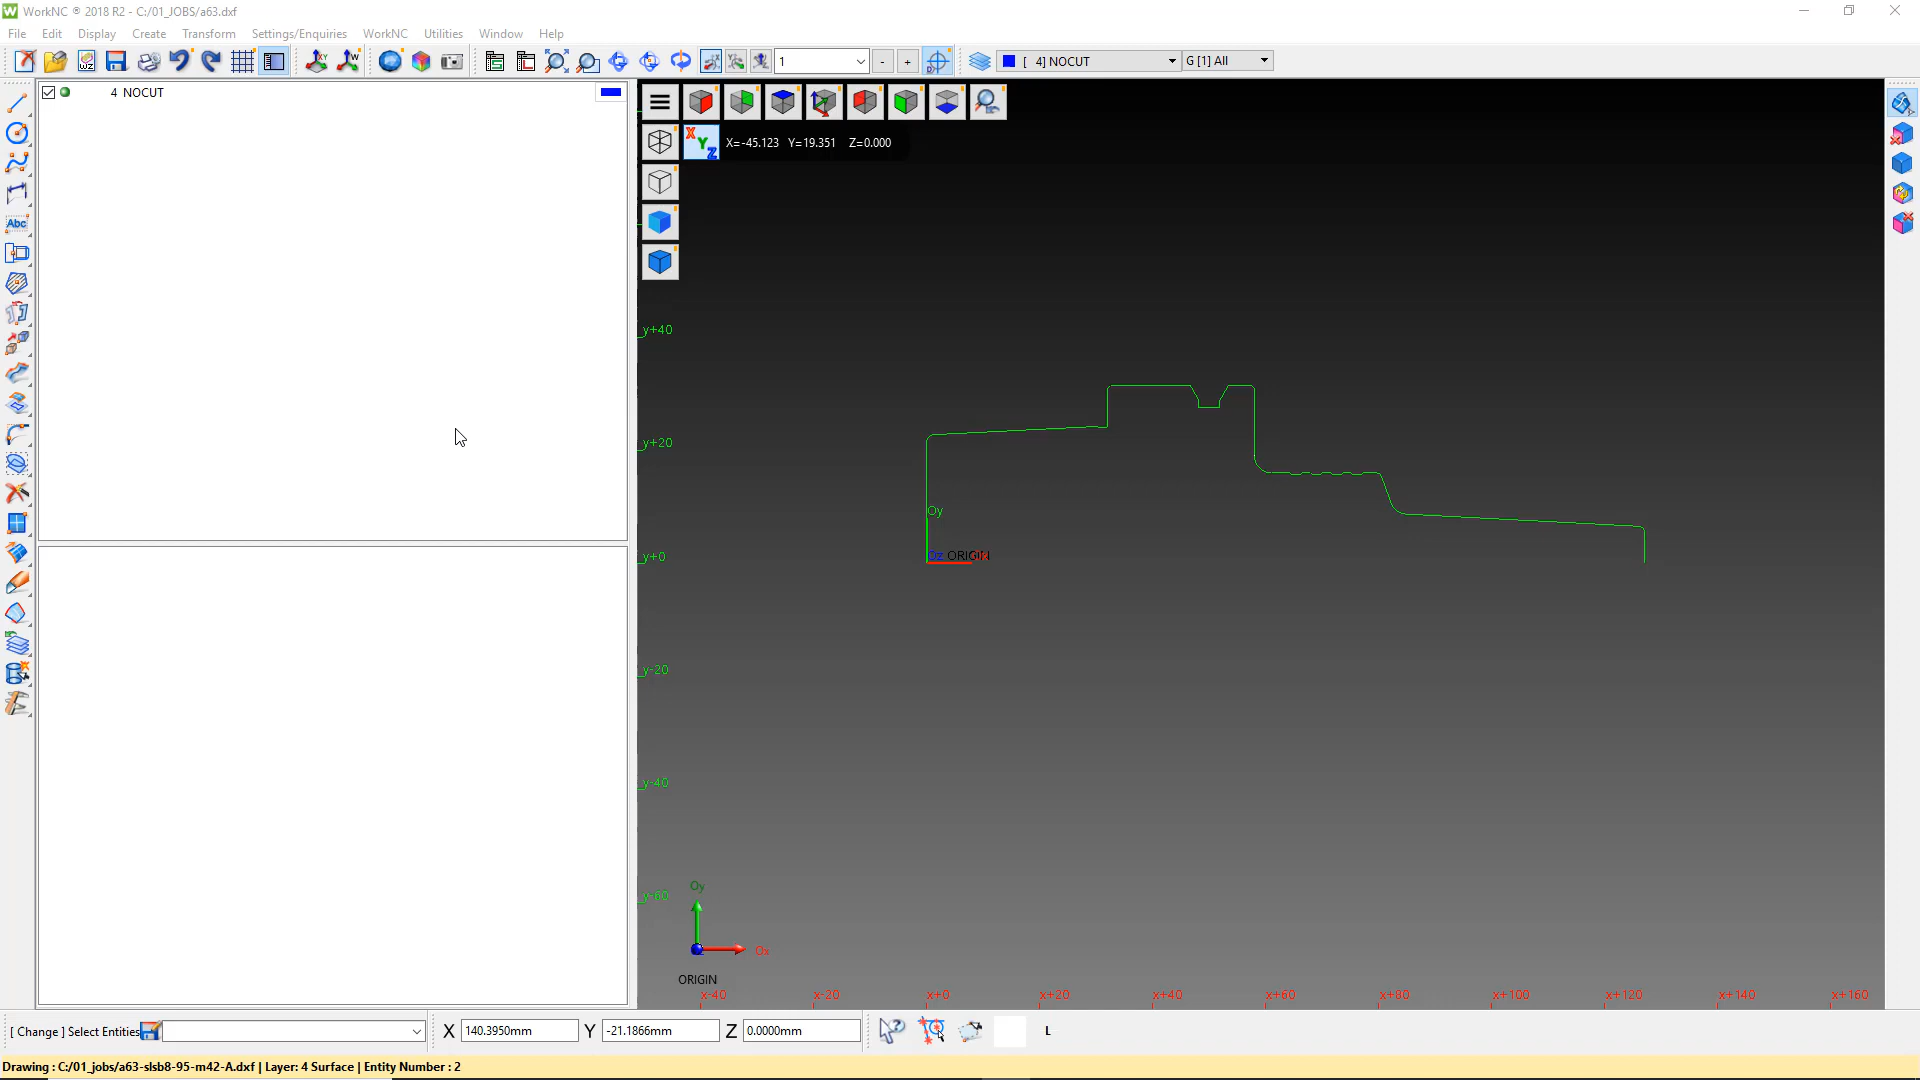 WorkNC ® 2018 R2 - C:/01_JOBS/a63.dxf
File Edit Display Create Transform Settings/Enquiries WorkNC Utilities Window Help
1 - + [ 4] NOCUT G [1] All
4 NOCUT
X=-45.123 Y=19.351 Z=0.000
X Y Z
Abc
y+40
y+20
Oy
y+0
Oz ORIGIN
y-20
y-40
y-60
Oy
Ox
ORIGIN
x-40 x-20 x+0 x+20 x+40 x+60 x+80 x+100 x+120 x+140 x+160
[ Change ] Select Entities X 140.3950mm Y -21.1866mm Z 0.0000mm L
Drawing : C:/01_jobs/a63-slsb8-95-m42-A.dxf | Layer: 4 Surface | Entity Number : 2